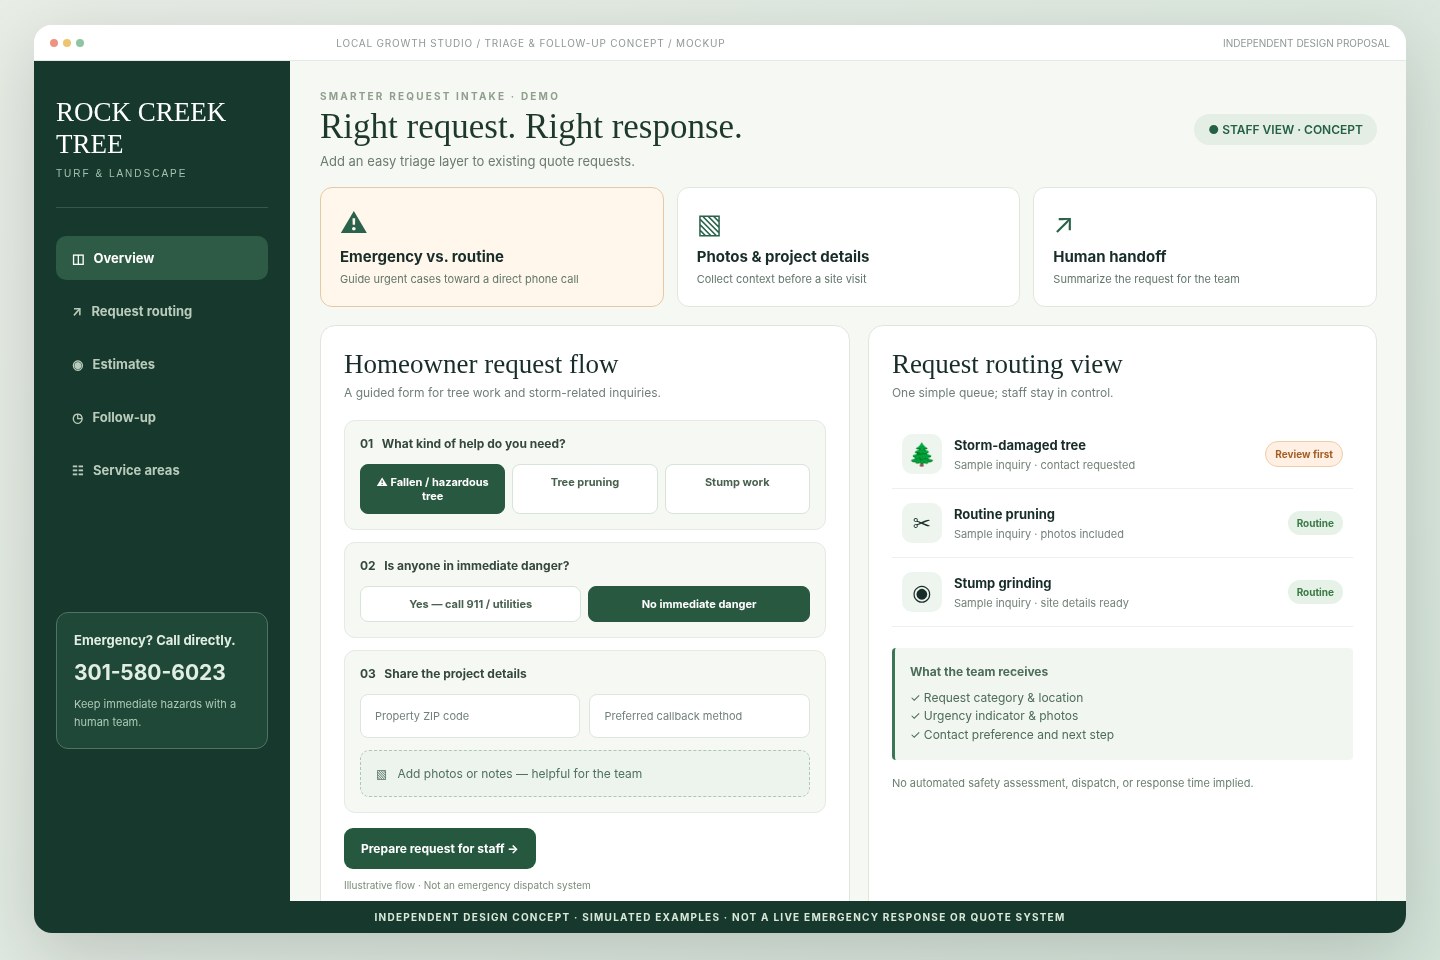 LOCAL GROWTH STUDIO / TRIAGE & FOLLOW-UP CONCEPT / MOCKUP
INDEPENDENT DESIGN PROPOSAL
ROCK CREEK
TREE
TURF & LANDSCAPE
Overview
Request routing
Estimates
Follow-up
Service areas
Emergency? Call directly.
301-580-6023
Keep immediate hazards with a
human team.
SMARTER REQUEST INTAKE · DEMO
Right request. Right response.
Add an easy triage layer to existing quote requests.
STAFF VIEW · CONCEPT
Emergency vs. routine
Guide urgent cases toward a direct phone call
Photos & project details
Collect context before a site visit
Human handoff
Summarize the request for the team
Homeowner request flow
A guided form for tree work and storm-related inquiries.
01 What kind of help do you need?
⚠ Fallen / hazardous
tree
Tree pruning
Stump work
02 Is anyone in immediate danger?
Yes — call 911 / utilities
No immediate danger
03 Share the project details
Property ZIP code
Preferred callback method
Add photos or notes — helpful for the team
Prepare request for staff →
Illustrative flow · Not an emergency dispatch system
Request routing view
One simple queue; staff stay in control.
Storm-damaged tree
Sample inquiry · contact requested
Review first
Routine pruning
Sample inquiry · photos included
Routine
Stump grinding
Sample inquiry · site details ready
Routine
What the team receives
✓ Request category & location
✓ Urgency indicator & photos
✓ Contact preference and next step
No automated safety assessment, dispatch, or response time implied.
INDEPENDENT DESIGN CONCEPT · SIMULATED EXAMPLES · NOT A LIVE EMERGENCY RESPONSE OR QUOTE SYSTEM